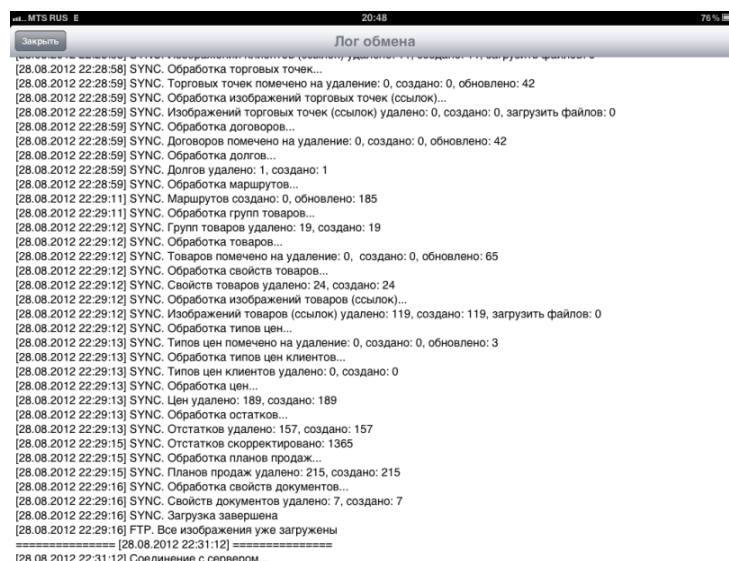 MTS RUS E 20:48 76 %
Закрыть Лог обмена
[28.08.2012 22:28:58] SYNC. Обработка торговых точек...
[28.08.2012 22:28:59] SYNC. Торговых точек помечено на удаление: 0, создано: 0, обновлено: 42
[28.08.2012 22:28:59] SYNC. Обработка изображений торговых точек (ссылок)...
[28.08.2012 22:28:59] SYNC. Изображений торговых точек (ссылок) удалено: 0, создано: 0, загрузить файлов: 0
[28.08.2012 22:28:59] SYNC. Обработка договоров...
[28.08.2012 22:28:59] SYNC. Договоров помечено на удаление: 0, создано: 0, обновлено: 42
[28.08.2012 22:28:59] SYNC. Обработка долгов...
[28.08.2012 22:28:59] SYNC. Долгов удалено: 1, создано: 1
[28.08.2012 22:28:59] SYNC. Обработка маршрутов...
[28.08.2012 22:29:11] SYNC. Маршрутов создано: 0, обновлено: 185
[28.08.2012 22:29:11] SYNC. Обработка групп товаров...
[28.08.2012 22:29:12] SYNC. Групп товаров удалено: 19, создано: 19
[28.08.2012 22:29:12] SYNC. Обработка товаров...
[28.08.2012 22:29:12] SYNC. Товаров помечено на удаление: 0, создано: 0, обновлено: 65
[28.08.2012 22:29:12] SYNC. Обработка свойств товаров...
[28.08.2012 22:29:12] SYNC. Свойств товаров удалено: 24, создано: 24
[28.08.2012 22:29:12] SYNC. Обработка изображений товаров (ссылок)...
[28.08.2012 22:29:12] SYNC. Изображений товаров (ссылок) удалено: 119, создано: 119, загрузить файлов: 0
[28.08.2012 22:29:12] SYNC. Обработка типов цен...
[28.08.2012 22:29:13] SYNC. Типов цен помечено на удаление: 0, создано: 0, обновлено: 3
[28.08.2012 22:29:13] SYNC. Обработка типов цен клиентов...
[28.08.2012 22:29:13] SYNC. Типов цен клиентов удалено: 0, создано: 0
[28.08.2012 22:29:13] SYNC. Обработка цен...
[28.08.2012 22:29:13] SYNC. Цен удалено: 189, создано: 189
[28.08.2012 22:29:13] SYNC. Обработка остатков...
[28.08.2012 22:29:13] SYNC. Отстатков удалено: 157, создано: 157
[28.08.2012 22:29:15] SYNC. Отстатков скорректировано: 1365
[28.08.2012 22:29:15] SYNC. Обработка планов продаж...
[28.08.2012 22:29:15] SYNC. Планов продаж удалено: 215, создано: 215
[28.08.2012 22:29:16] SYNC. Обработка свойств документов...
[28.08.2012 22:29:16] SYNC. Свойств документов удалено: 7, создано: 7
[28.08.2012 22:29:16] SYNC. Загрузка завершена
[28.08.2012 22:29:16] FTP. Все изображения уже загружены
=============== [28.08.2012 22:31:12] ===============
[28.08.2012 22:31:12] Соединение с сервером...